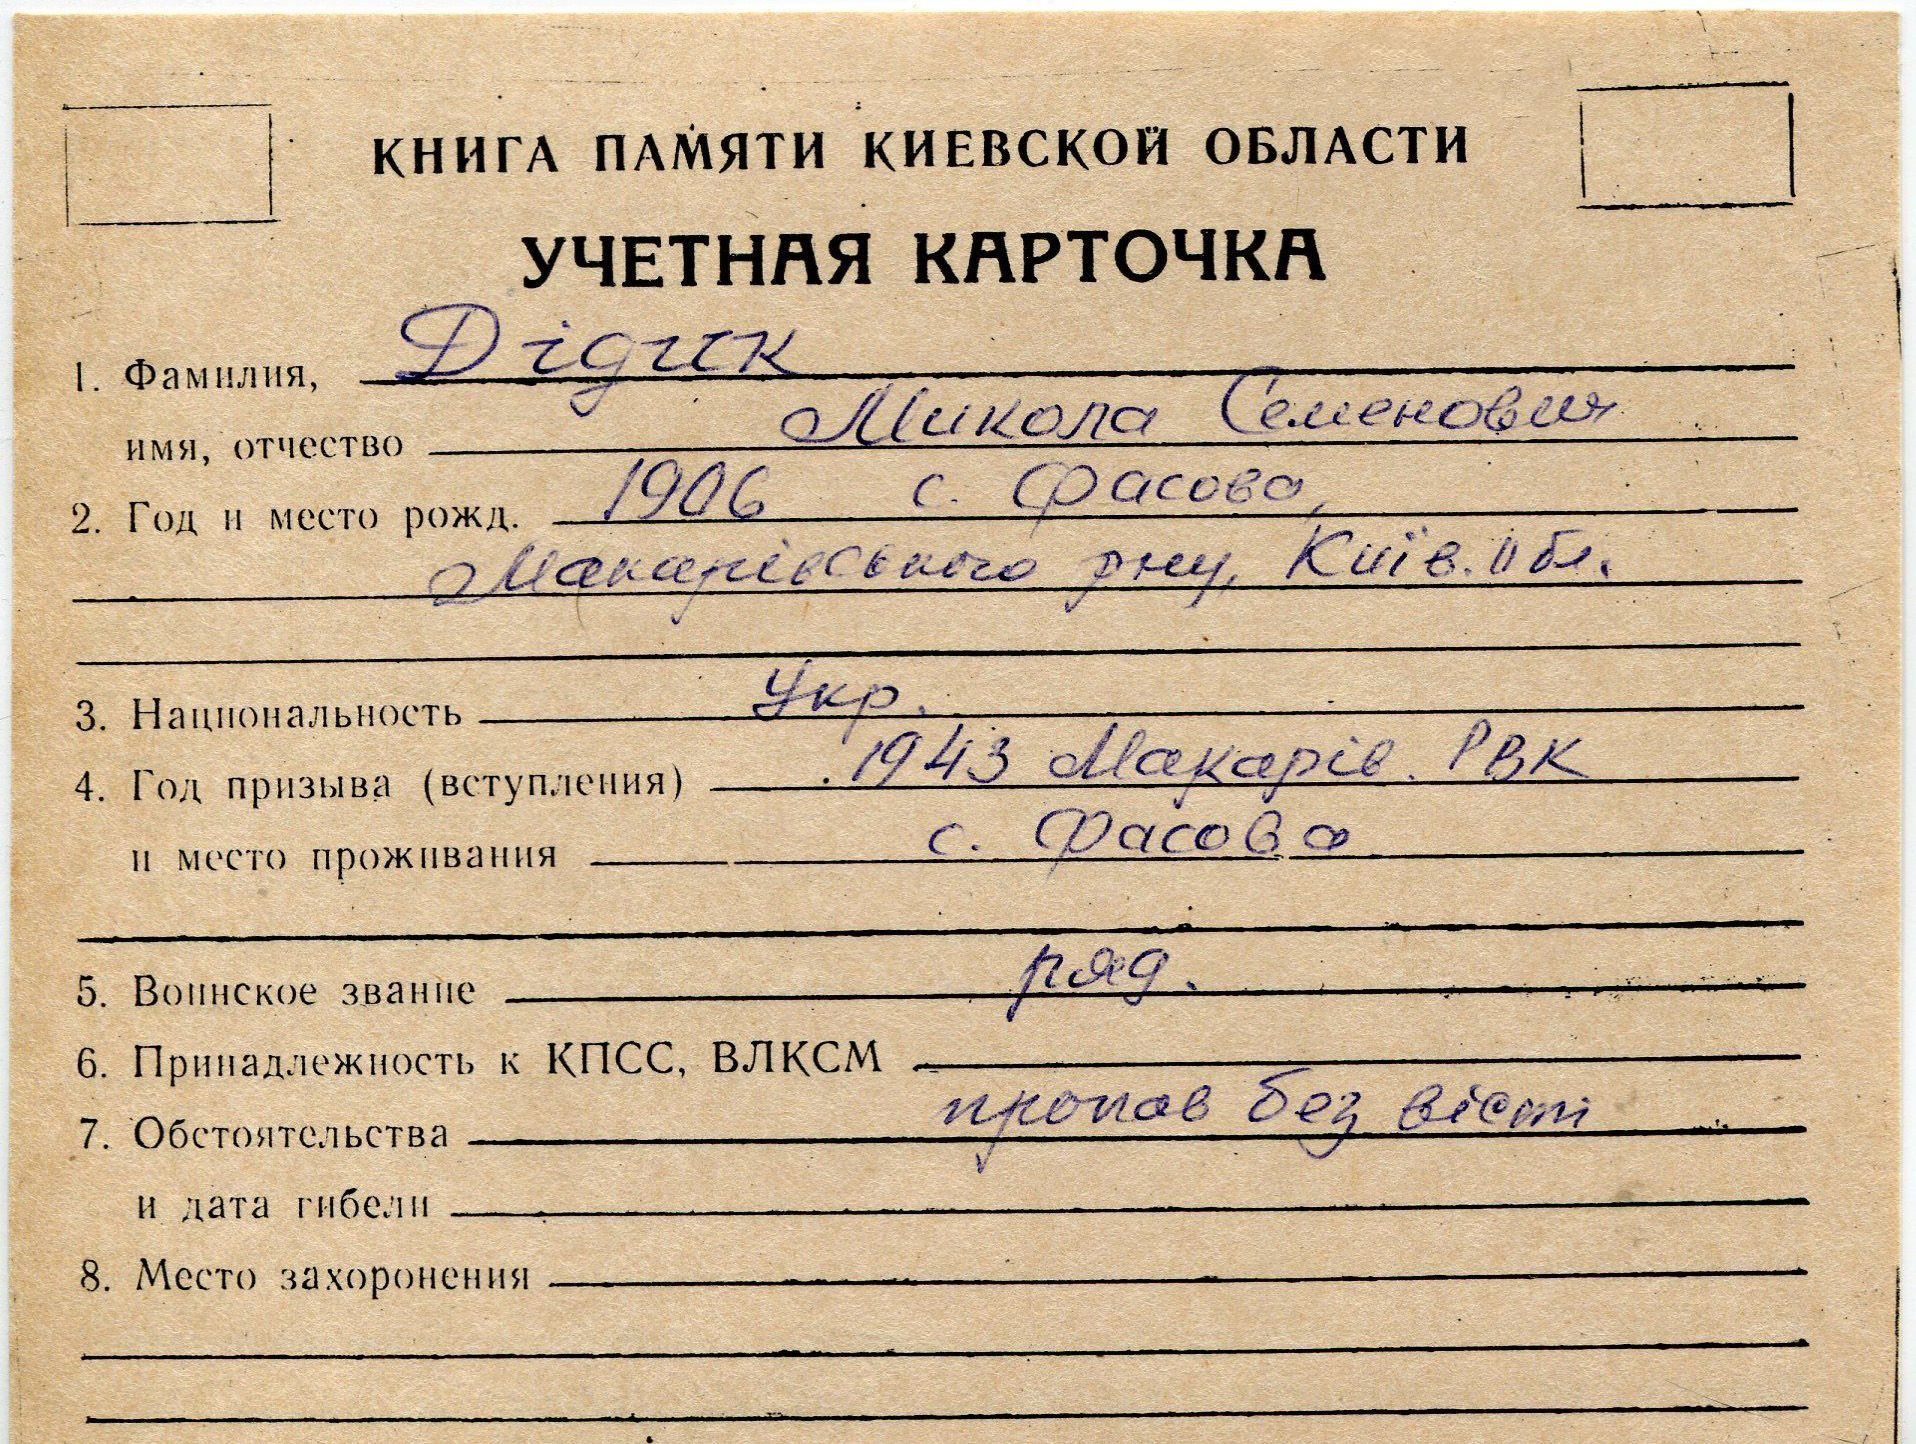 КНИГА ПАМЯТИ КИЕВСКОЙ ОБЛАСТИ
УЧЕТНАЯ КАРТОЧКА
1. Фамилия, Дідик
имя, отчество Микола Семенович
2. Год и место рожд. 1906 с. Фасова,
Макарівського р-ну, Київ. обл.
3. Национальность Укр.
4. Год призыва (вступления) 1943 Макарів. РВК
и место проживания с. Фасова
5. Воинское звание ряд.
6. Принадлежность к КПСС, ВЛКСМ
7. Обстоятельства пропав без вісті
и дата гибели
8. Место захоронения